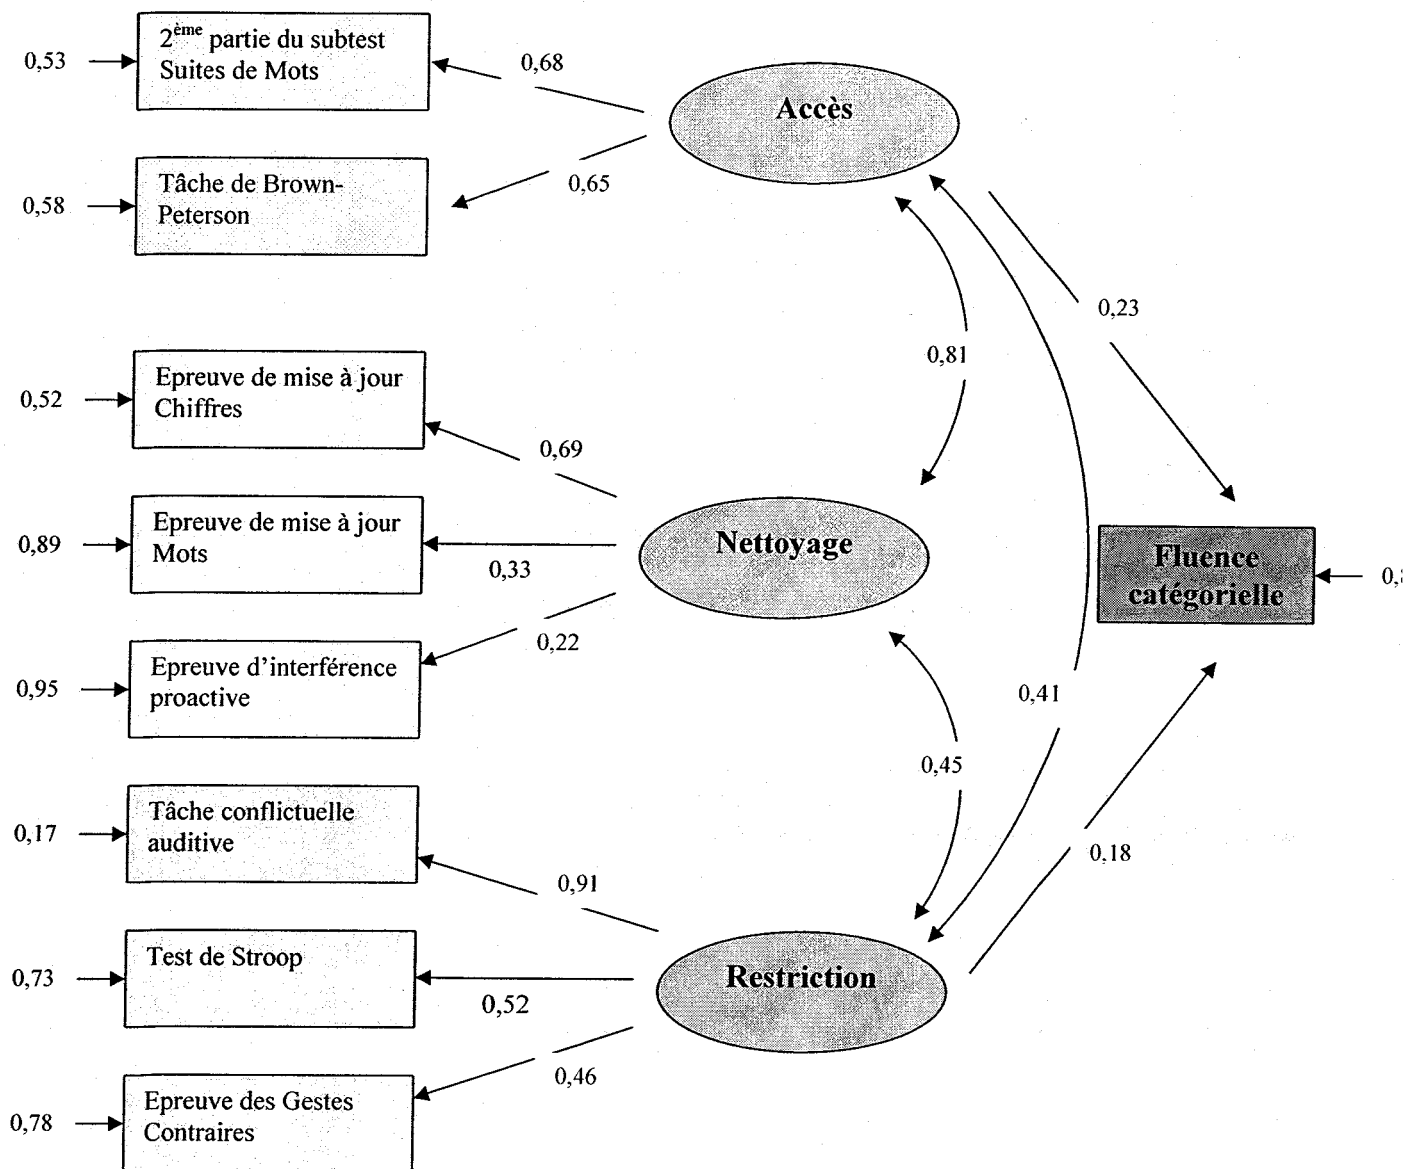 2ème partie du subtest
Suites de Mots
0,53
0,68
Accès
Tâche de Brown-
Peterson
0,58
0,65
0,23
0,81
Epreuve de mise à jour
Chiffres
0,52
0,69
Epreuve de mise à jour
Mots
0,89
0,33
Nettoyage
Fluence
catégorielle
0,22
Epreuve d'interférence
proactive
0,95
0,41
0,45
Tâche conflictuelle
auditive
0,17
0,91
0,18
Test de Stroop
0,73
0,52
Restriction
0,46
Epreuve des Gestes
Contraires
0,78